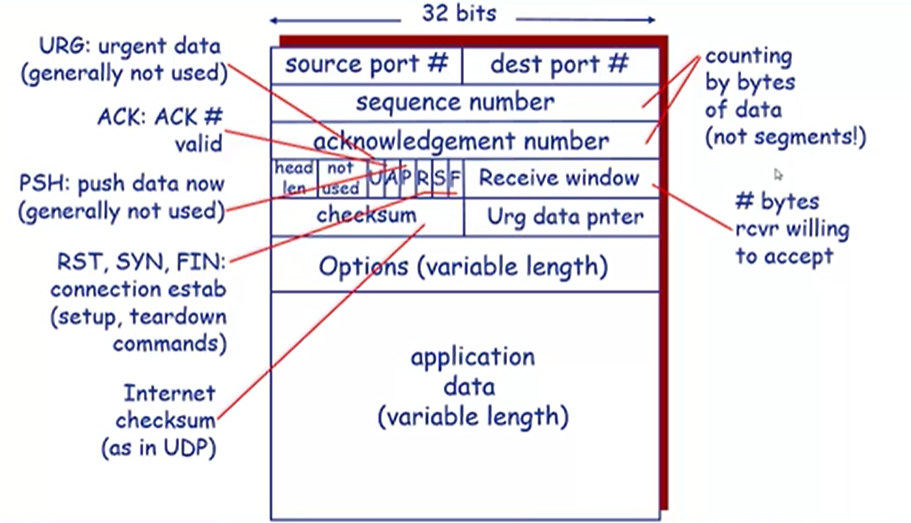 32 bits
URG: urgent data
(generally not used)
ACK: ACK #
valid
PSH: push data now
(generally not used)
RST, SYN, FIN:
connection estab
(setup, teardown
commands)
Internet
checksum
(as in UDP)
source port # dest port #
sequence number
acknowledgement number
head
len
not
used
U A P R S F
Receive window
checksum Urg data pnter
Options (variable length)
application
data
(variable length)
counting
by bytes
of data
(not segments!)
# bytes
rcvr willing
to accept